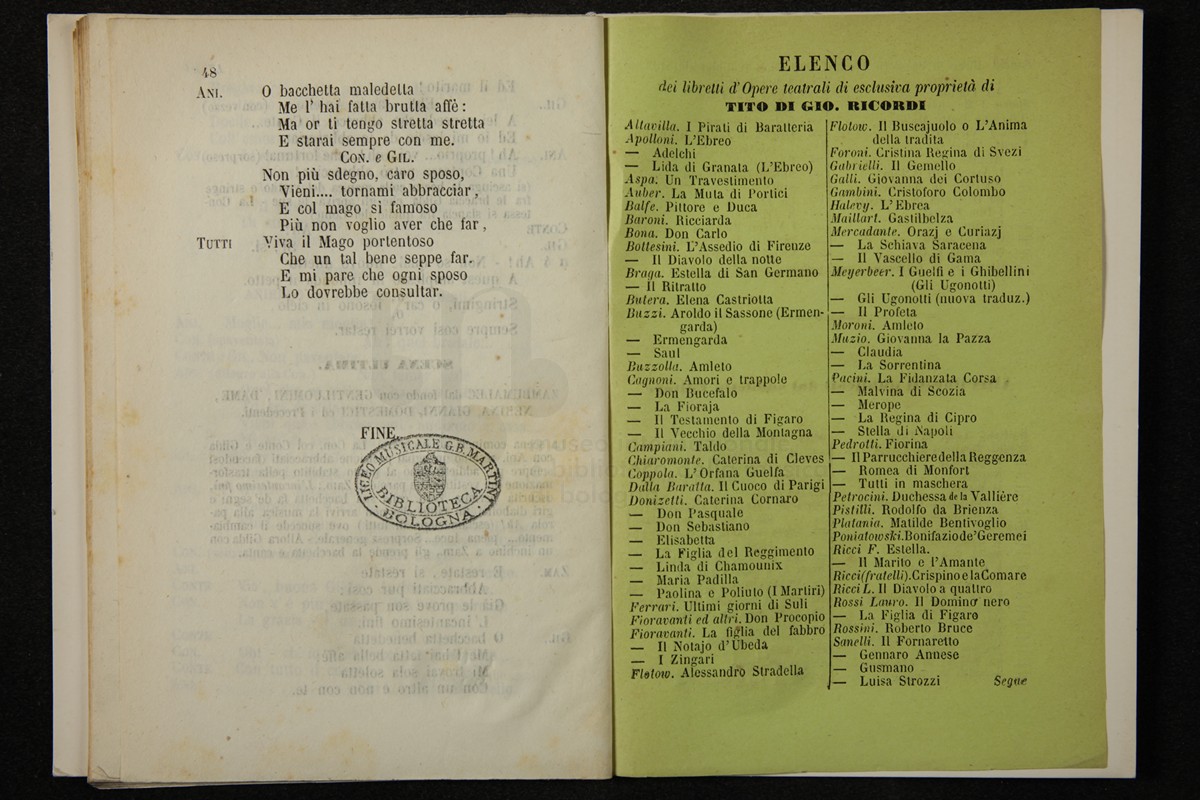 48
ANI. O bacchetta maledetta
Me l' hai fatta brutta affè:
Ma or ti tengo stretta stretta
E starai sempre con me.
CON. e GIL.
Non più sdegno, caro sposo,
Vieni.... tornami abbracciar,
E col mago si famoso
Più non voglio aver che far,
TUTTI Viva il Mago portentoso
Che un tal bene seppe far.
E mi pare che ogni sposo
Lo dovrebbe consultar.
FINE.
LICEO MUSICALE G.B. MARTINI
BIBLIOTECA
BOLOGNA
ELENCO
dei libretti d'Opere teatrali di esclusiva proprietà di
TITO DI GIO. RICORDI
Altavilla. I Pirati di Baratteria
Apolloni. L'Ebreo
— Adelchi
— Lida di Granata (L'Ebreo)
Aspa. Un Travestimento
Auber. La Muta di Portici
Balfe. Pittore e Duca
Baroni. Ricciarda
Bona. Don Carlo
Bottesini. L'Assedio di Firenze
— Il Diavolo della notte
Braga. Estella di San Germano
— Il Ritratto
Butera. Elena Castriotta
Buzzi. Aroldo il Sassone (Ermen-
garda)
— Ermengarda
— Saul
Buzzolla. Amleto
Cagnoni. Amori e trappole
— Don Bucefalo
— La Fioraja
— Il Testamento di Figaro
— Il Vecchio della Montagna
Campiani. Taldo
Chiaromonte. Caterina di Cleves
Coppola. L'Orfana Guelfa
Dalla Baratta. Il Cuoco di Parigi
Donizetti. Caterina Cornaro
— Don Pasquale
— Don Sebastiano
— Elisabetta
— La Figlia del Reggimento
— Linda di Chamounix
— Maria Padilla
— Paolina e Poliuto (I Martiri)
Ferrari. Ultimi giorni di Suli
Fioravanti ed altri. Don Procopio
Fioravanti. La figlia del fabbro
— Il Notajo d'Ubeda
— I Zingari
Flotow. Alessandro Stradella
Flotow. Il Buscajuolo o L'Anima
della tradita
Foroni. Cristina Regina di Svezi
Gabrielli. Il Gemello
Galli. Giovanna dei Cortuso
Gambini. Cristoforo Colombo
Halevy. L'Ebrea
Maillart. Gastilbelza
Mercadante. Orazj e Curiazj
— La Schiava Saracena
— Il Vascello di Gama
Meyerbeer. I Guelfi e i Ghibellini
(Gli Ugonotti)
— Gli Ugonotti (nuova traduz.)
— Il Profeta
Moroni. Amleto
Muzio. Giovanna la Pazza
— Claudia
— La Sorrentina
Pacini. La Fidanzata Corsa
— Malvina di Scozia
— Merope
— La Regina di Cipro
— Stella di Napoli
Pedrotti. Fiorina
— Il Parrucchiere della Reggenza
— Romea di Monfort
— Tutti in maschera
Petrocini. Duchessa de la Vallière
Pistilli. Rodolfo da Brienza
Platania. Matilde Bentivoglio
Poniatowski. Bonifazio de' Geremei
Ricci F. Estella.
— Il Marito e l'Amante
Ricci (fratelli). Crispino e la Comare
Ricci L. Il Diavolo a quattro
Rossi Lauro. Il Domino nero
— La Figlia di Figaro
Rossini. Roberto Bruce
Sanelli. Il Fornaretto
— Gennaro Annese
— Gusmano
— Luisa Strozzi Segue